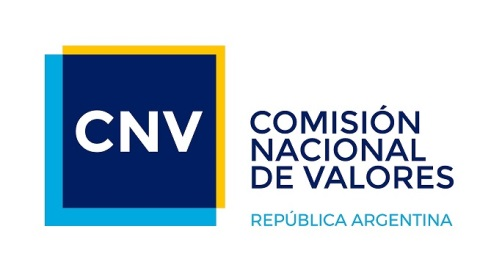 CNV
COMISIÓN
NACIONAL
DE VALORES
REPÚBLICA ARGENTINA